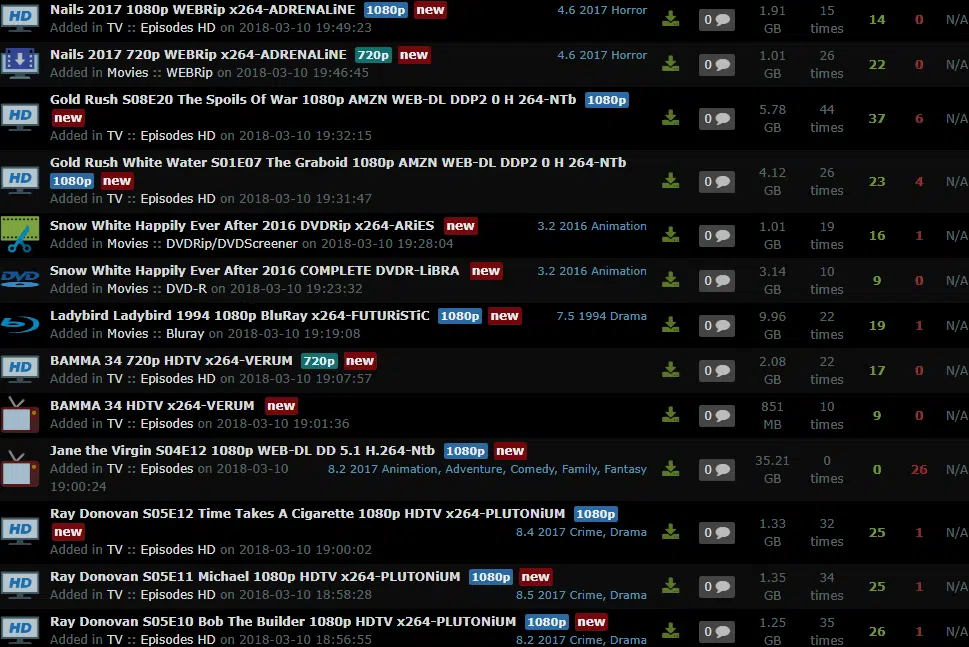 HD Nails 2017 1080p WEBRip x264-ADRENALiNE 1080p new 4.6 2017 Horror 0 1.91 GB 15 times 14 0 N/A
Added in TV :: Episodes HD on 2018-03-10 19:49:23
Nails 2017 720p WEBRip x264-ADRENALiNE 720p new 4.6 2017 Horror 0 1.01 GB 26 times 22 0 N/A
Added in Movies :: WEBRip on 2018-03-10 19:46:45
HD Gold Rush S08E20 The Spoils Of War 1080p AMZN WEB-DL DDP2 0 H 264-NTb 1080p
new 0 5.78 GB 44 times 37 6 N/A
Added in TV :: Episodes HD on 2018-03-10 19:32:15
HD Gold Rush White Water S01E07 The Graboid 1080p AMZN WEB-DL DDP2 0 H 264-NTb
1080p new 0 4.12 GB 26 times 23 4 N/A
Added in TV :: Episodes HD on 2018-03-10 19:31:47
Snow White Happily Ever After 2016 DVDRip x264-ARiES new 3.2 2016 Animation 0 1.01 GB 19 times 16 1 N/A
Added in Movies :: DVDRip/DVDScreener on 2018-03-10 19:28:04
DVD Snow White Happily Ever After 2016 COMPLETE DVDR-LiBRA new 3.2 2016 Animation 0 3.14 GB 10 times 9 0 N/A
Added in Movies :: DVD-R on 2018-03-10 19:23:32
Ladybird Ladybird 1994 1080p BluRay x264-FUTURiSTiC 1080p new 7.5 1994 Drama 0 9.96 GB 22 times 19 1 N/A
Added in Movies :: Bluray on 2018-03-10 19:19:08
HD BAMMA 34 720p HDTV x264-VERUM 720p new 0 2.08 GB 22 times 17 0 N/A
Added in TV :: Episodes HD on 2018-03-10 19:07:57
BAMMA 34 HDTV x264-VERUM new 0 851 MB 10 times 9 0 N/A
Added in TV :: Episodes on 2018-03-10 19:01:36
Jane the Virgin S04E12 1080p WEB-DL DD 5.1 H.264-Ntb 1080p new 0 35.21 GB 0 times 0 26 N/A
Added in TV :: Episodes on 2018-03-10 8.2 2017 Animation, Adventure, Comedy, Family, Fantasy
19:00:24
HD Ray Donovan S05E12 Time Takes A Cigarette 1080p HDTV x264-PLUTONiUM 1080p
new 8.4 2017 Crime, Drama 0 1.33 GB 32 times 25 1 N/A
Added in TV :: Episodes HD on 2018-03-10 19:00:02
HD Ray Donovan S05E11 Michael 1080p HDTV x264-PLUTONiUM 1080p new 0 1.35 GB 34 times 25 1 N/A
Added in TV :: Episodes HD on 2018-03-10 18:58:28 8.5 2017 Crime, Drama
HD Ray Donovan S05E10 Bob The Builder 1080p HDTV x264-PLUTONiUM 1080p new 0 1.25 GB 35 times 26 1 N/A
Added in TV :: Episodes HD on 2018-03-10 18:56:55 8.2 2017 Crime, Drama